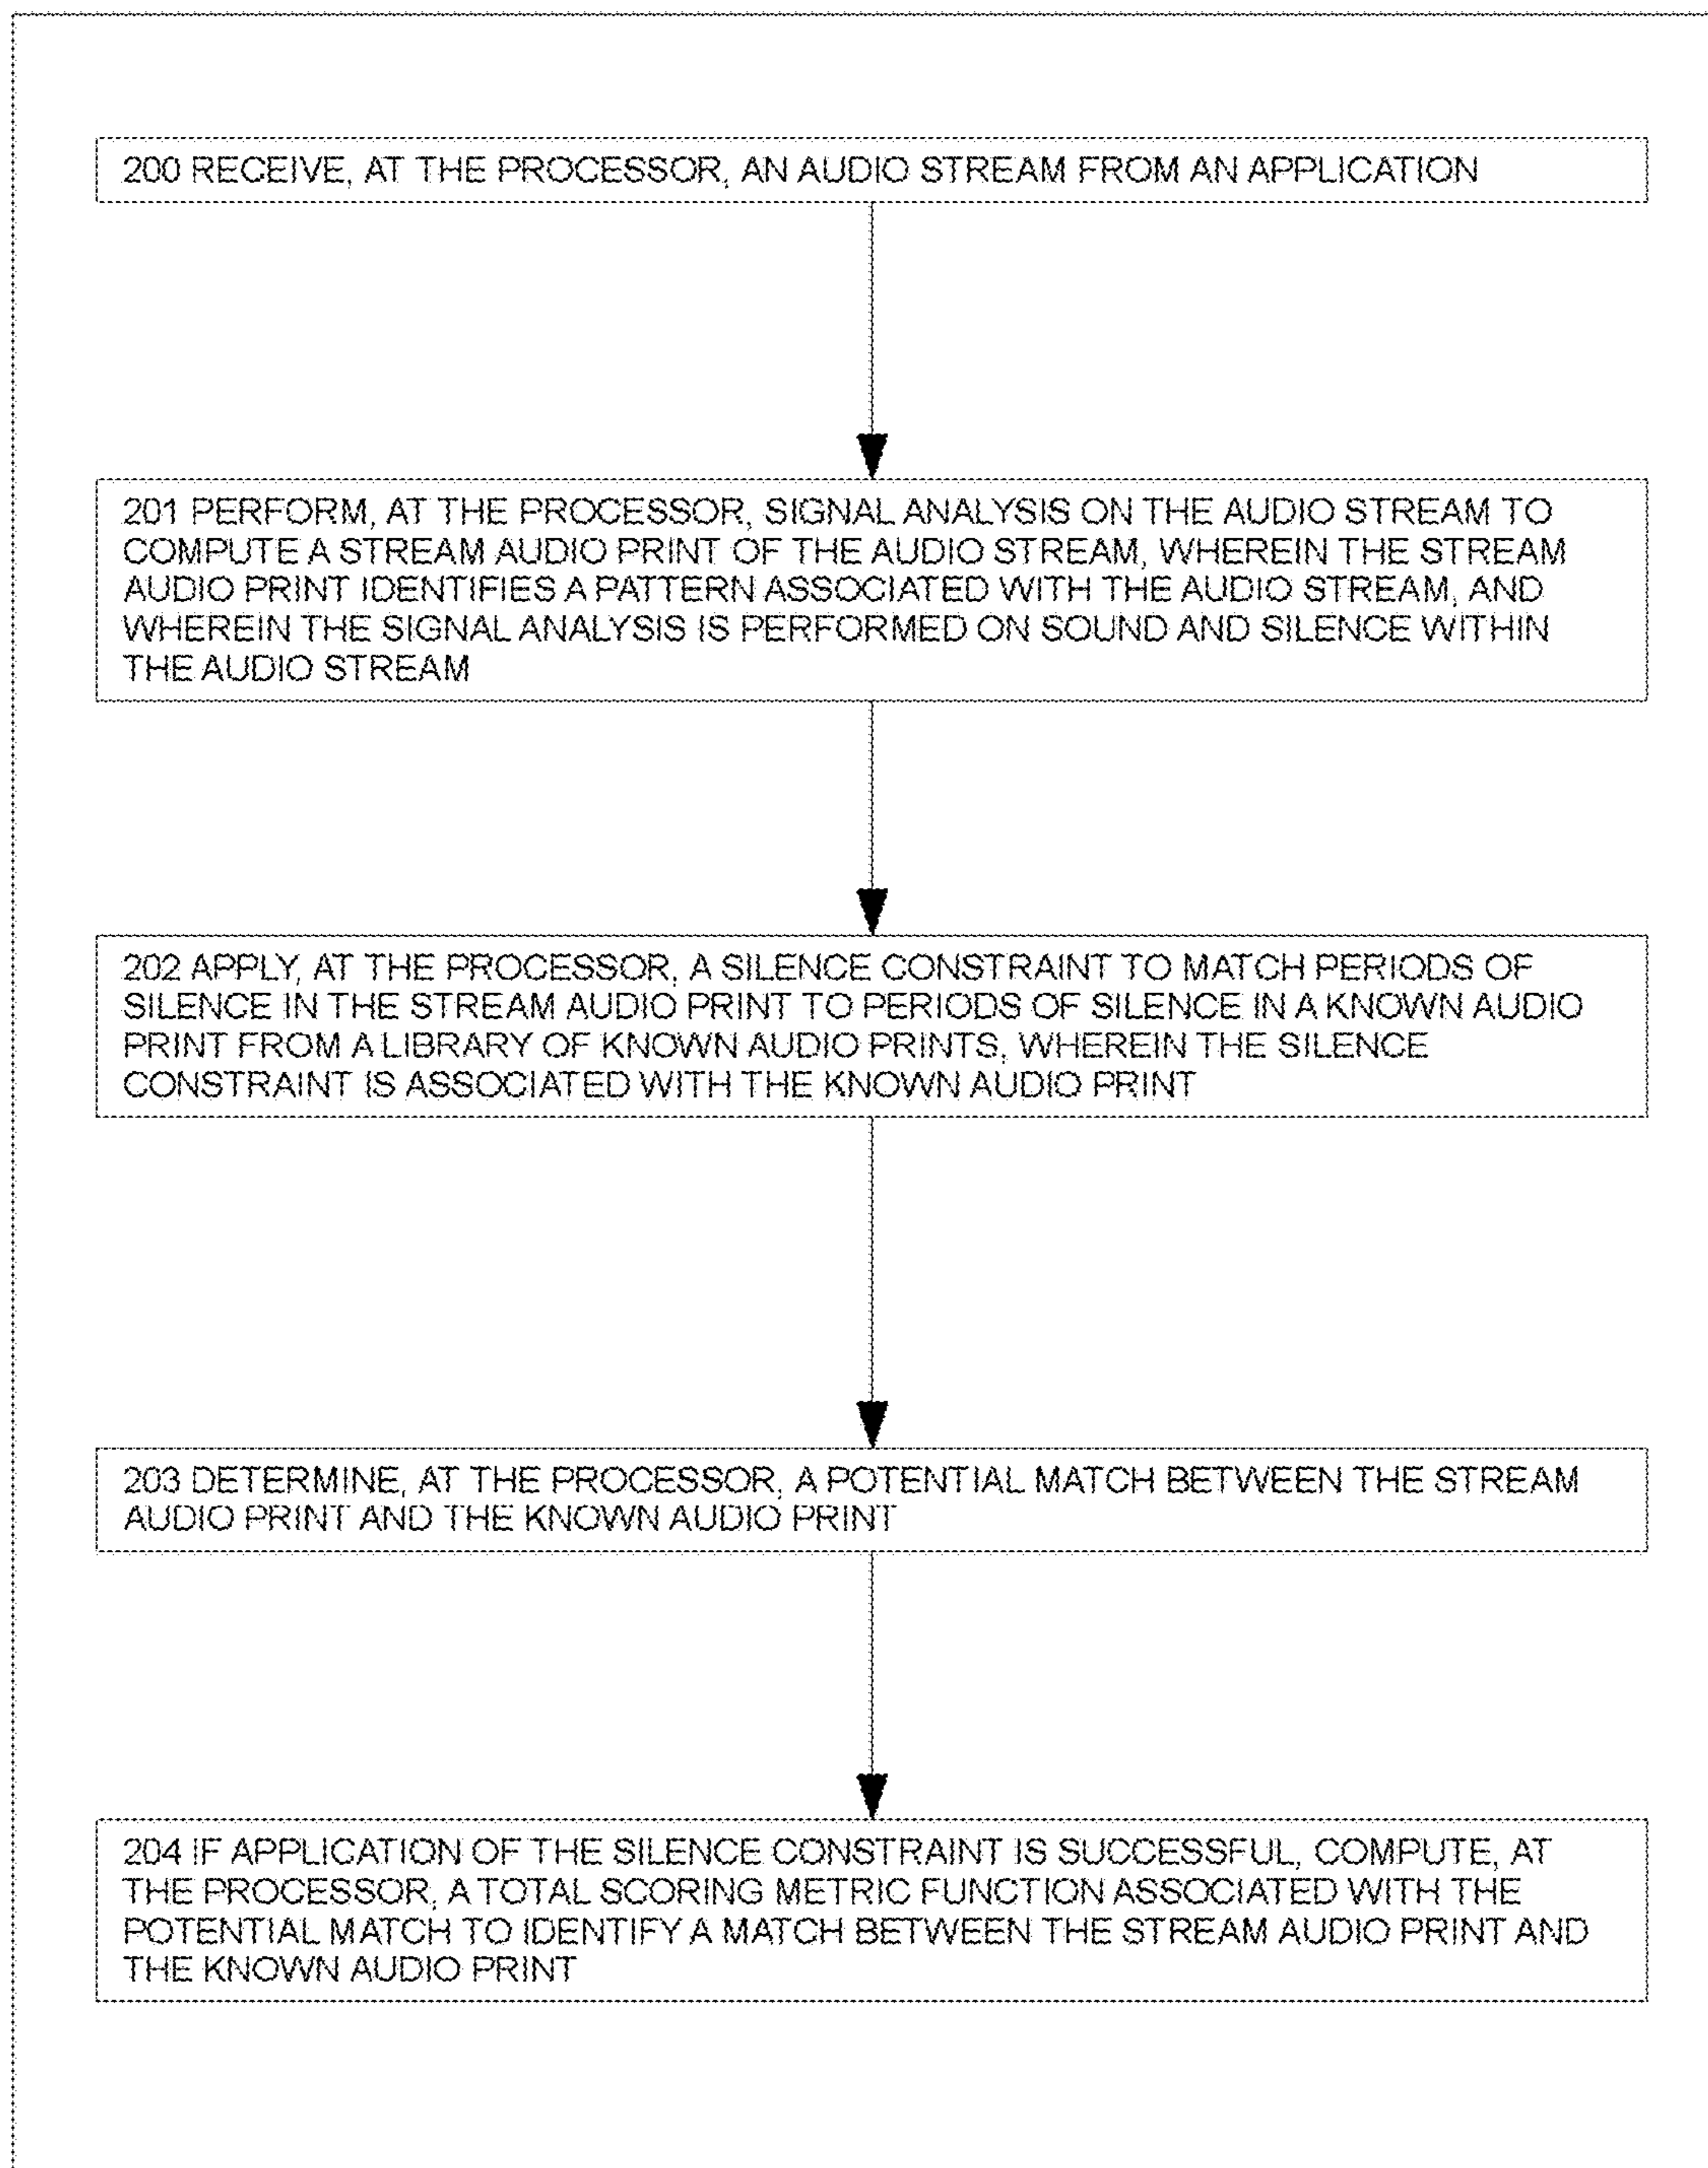 200 RECEIVE, AT THE PROCESSOR, AN AUDIO STREAM FROM AN APPLICATION
201 PERFORM, AT THE PROCESSOR, SIGNAL ANALYSIS ON THE AUDIO STREAM TO
COMPUTE A STREAM AUDIO PRINT OF THE AUDIO STREAM, WHEREIN THE STREAM
AUDIO PRINT IDENTIFIES A PATTERN ASSOCIATED WITH THE AUDIO STREAM, AND
WHEREIN THE SIGNAL ANALYSIS IS PERFORMED ON SOUND AND SILENCE WITHIN
THE AUDIO STREAM
202 APPLY, AT THE PROCESSOR, A SILENCE CONSTRAINT TO MATCH PERIODS OF
SILENCE IN THE STREAM AUDIO PRINT TO PERIODS OF SILENCE IN A KNOWN AUDIO
PRINT FROM A LIBRARY OF KNOWN AUDIO PRINTS, WHEREIN THE SILENCE
CONSTRAINT IS ASSOCIATED WITH THE KNOWN AUDIO PRINT
203 DETERMINE, AT THE PROCESSOR, A POTENTIAL MATCH BETWEEN THE STREAM
AUDIO PRINT AND THE KNOWN AUDIO PRINT
204 IF APPLICATION OF THE SILENCE CONSTRAINT IS SUCCESSFUL, COMPUTE, AT
THE PROCESSOR, A TOTAL SCORING METRIC FUNCTION ASSOCIATED WITH THE
POTENTIAL MATCH TO IDENTIFY A MATCH BETWEEN THE STREAM AUDIO PRINT AND
THE KNOWN AUDIO PRINT